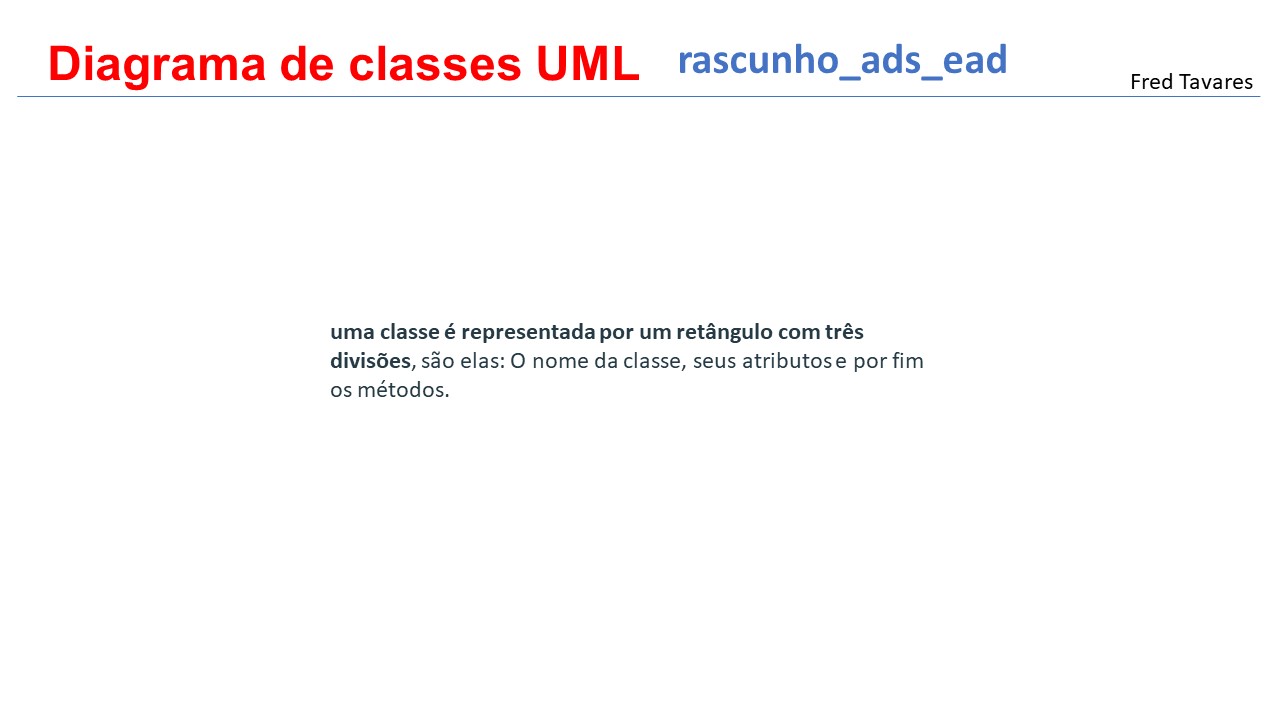 Diagrama de classes UML rascunho_ads_ead
Fred Tavares
uma classe é representada por um retângulo com três
divisões, são elas: O nome da classe, seus atributos e por fim
os métodos.